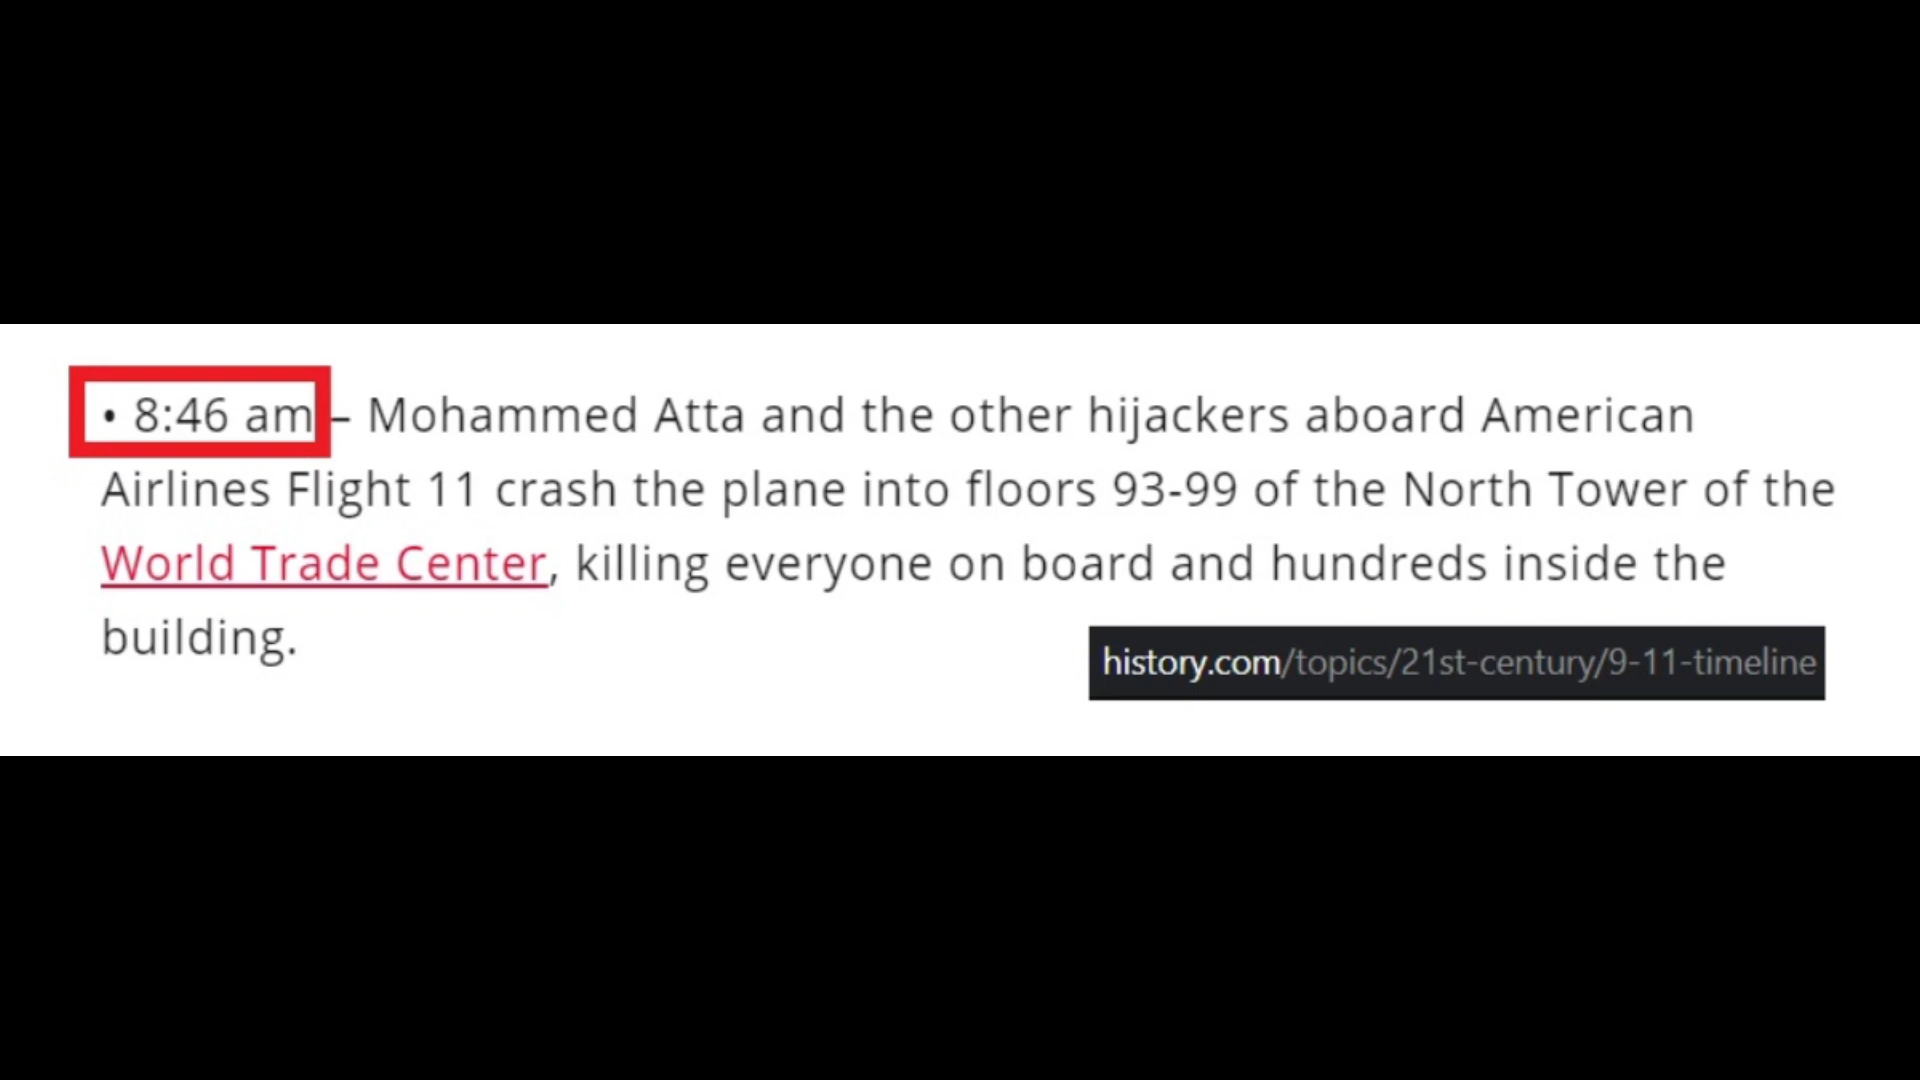 • 8:46 am – Mohammed Atta and the other hijackers aboard American
Airlines Flight 11 crash the plane into floors 93-99 of the North Tower of the
World Trade Center, killing everyone on board and hundreds inside the
building.
history.com/topics/21st-century/9-11-timeline